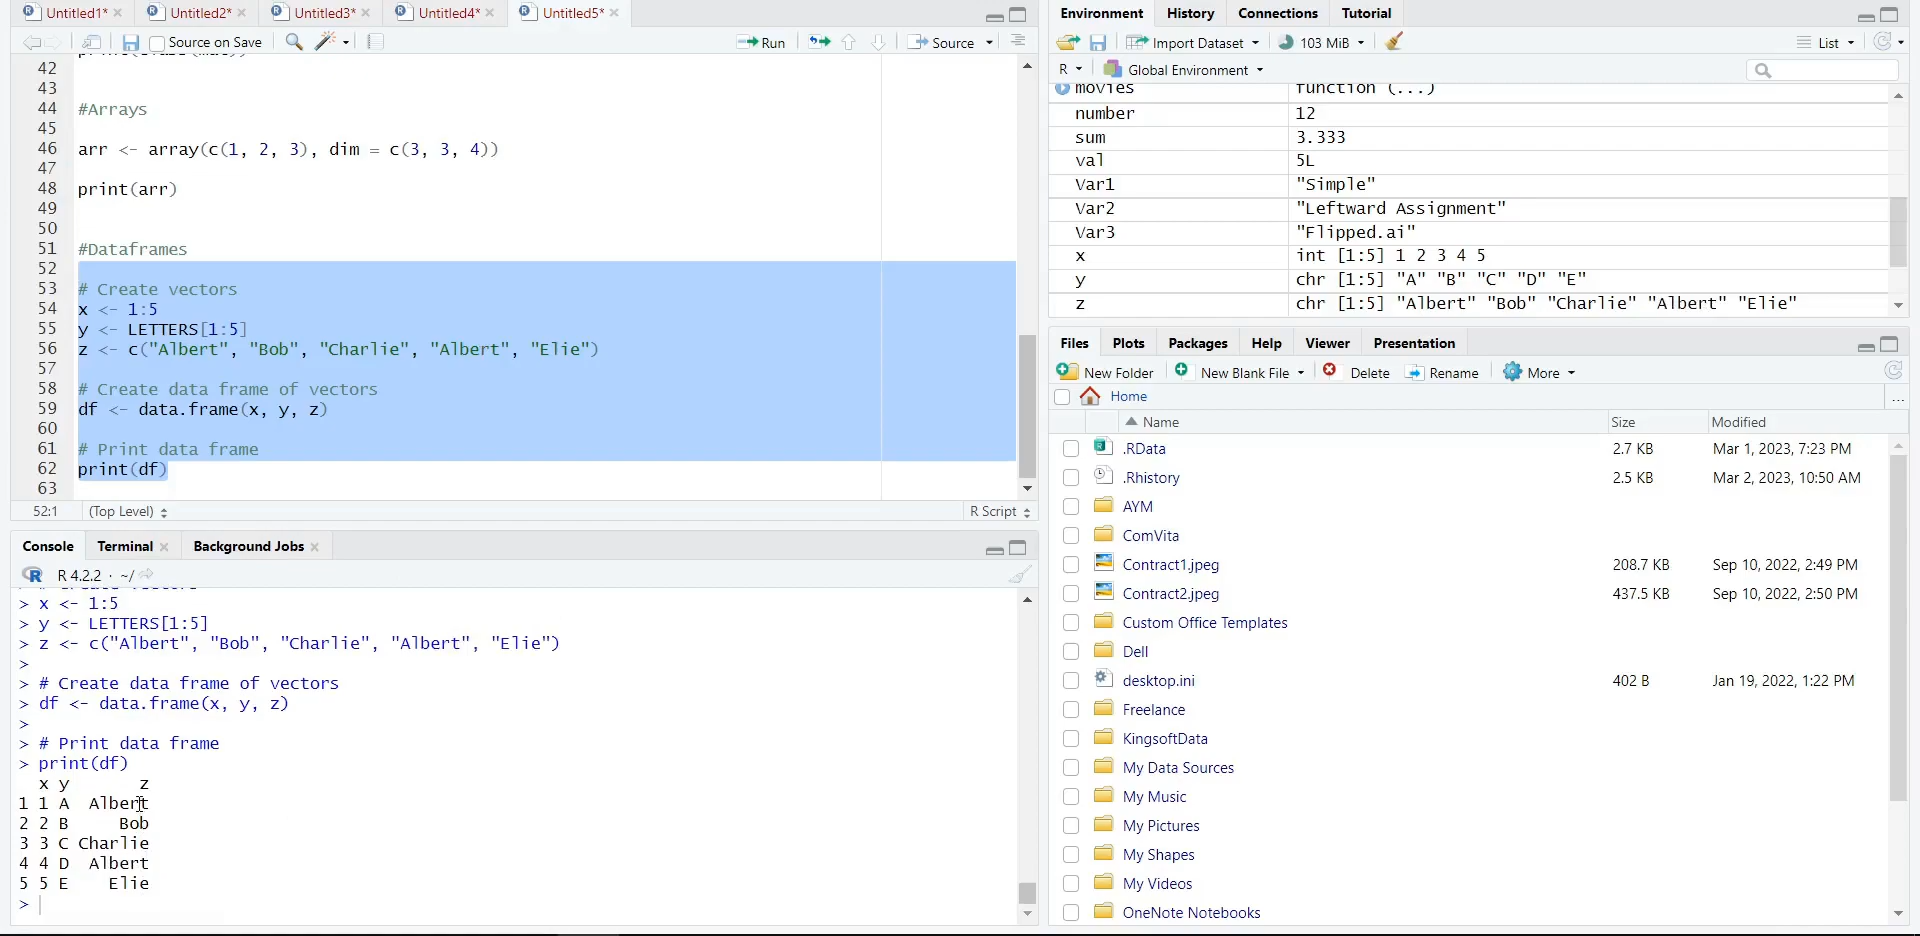 Untitled1* × Untitled2* × Untitled3* × Untitled4* × Untitled5* ×
Source on Save Run Source
42
43
44 #Arrays
45
46 arr <- array(c(1, 2, 3), dim = c(3, 3, 4))
47
48 print(arr)
49
50
51 #Dataframes
52
53 # Create vectors
54 x <- 1:5
55 y <- LETTERS[1:5]
56 z <- c("Albert", "Bob", "Charlie", "Albert", "Elie")
57
58 # Create data frame of vectors
59 df <- data.frame(x, y, z)
60
61 # Print data frame
62 print(df)
63
52:1 (Top Level) R Script
Console Terminal × Background Jobs ×
R 4.2.2 · ~/
> x <- 1:5
> y <- LETTERS[1:5]
> z <- c("Albert", "Bob", "Charlie", "Albert", "Elie")
>
> # Create data frame of vectors
> df <- data.frame(x, y, z)
>
> # Print data frame
> print(df)
x y z
1 1 A Albert
2 2 B Bob
3 3 C Charlie
4 4 D Albert
5 5 E Elie
>
Environment History Connections Tutorial
Import Dataset 103 MiB List
R Global Environment
movies function (...)
number 12
sum 3.333
val 5L
Var1 "Simple"
Var2 "Leftward Assignment"
Var3 "Flipped.ai"
x int [1:5] 1 2 3 4 5
y chr [1:5] "A" "B" "C" "D" "E"
z chr [1:5] "Albert" "Bob" "Charlie" "Albert" "Elie"
Files Plots Packages Help Viewer Presentation
New Folder New Blank File Delete Rename More
Home ...
Name Size Modified
.RData 2.7 KB Mar 1, 2023, 7:23 PM
.Rhistory 2.5 KB Mar 2, 2023, 10:50 AM
AYM
ComVita
Contract1.jpeg 208.7 KB Sep 10, 2022, 2:49 PM
Contract2.jpeg 437.5 KB Sep 10, 2022, 2:50 PM
Custom Office Templates
Dell
desktop.ini 402 B Jan 19, 2022, 1:22 PM
Freelance
KingsoftData
My Data Sources
My Music
My Pictures
My Shapes
My Videos
OneNote Notebooks